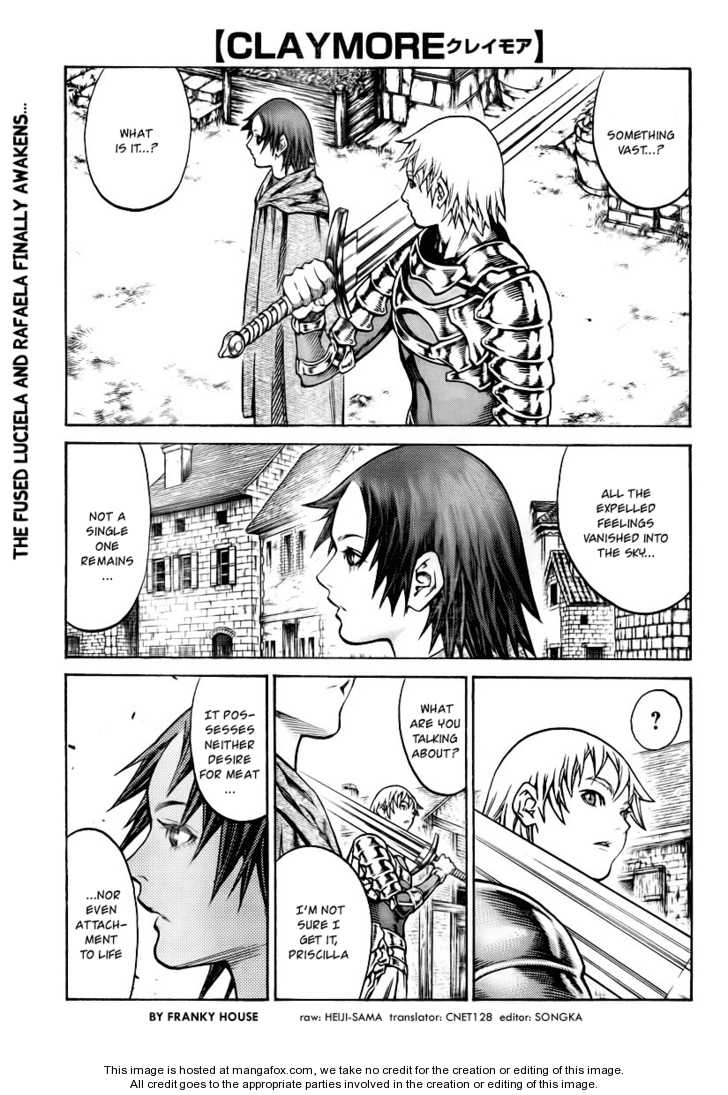 【CLAYMOREクレイモア】
THE FUSED LUCIELA AND RAFAELA FINALLY AWAKENS...
SOMETHING
VAST...?
WHAT
IS IT...?
ALL THE
EXPELLED
FEELINGS
VANISHED INTO
THE SKY...
NOT A
SINGLE
ONE
REMAINS
...
?
WHAT
ARE YOU
TALKING
ABOUT?
I'M NOT
SURE I
GET IT,
PRISCILLA
IT POS-
SESSES
NEITHER
DESIRE
FOR MEAT
...
...NOR
EVEN
ATTACH-
MENT
TO LIFE
BY FRANKY HOUSE raw: HEIJI-SAMA translator: CNET128 editor: SONGKA
This image is hosted at mangafox.com, we take no credit for the creation or editing of this image.
All credit goes to the appropriate parties involved in the creation or editing of this image.